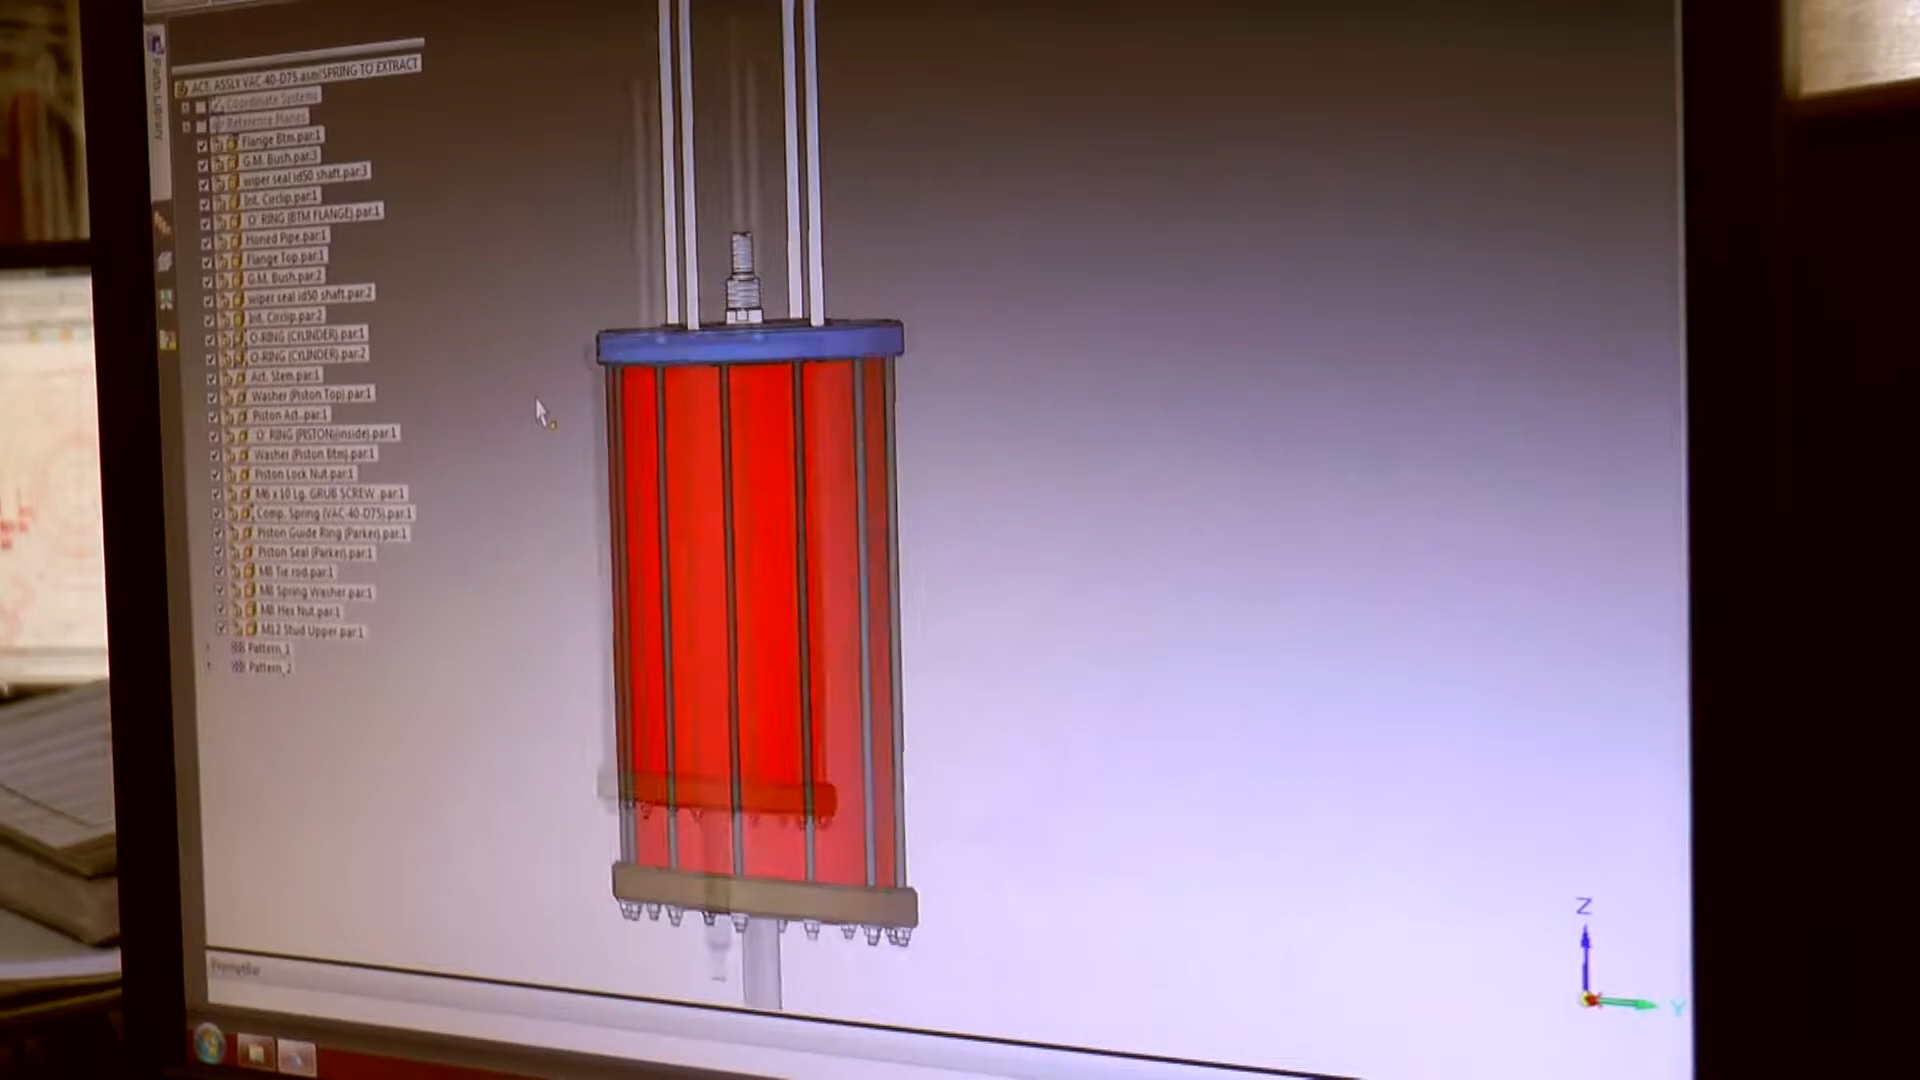 Parts Library
ACT. ASSLY VAC-40-D75.asm/SPRING TO EXTRACT
Coordinate Systems
Reference Planes
Flange Btm.par:1
G.M. Bush.par:3
wiper seal id50 shaft.par:3
Int. Circlip.par:1
'O' RING (BTM FLANGE).par:1
Honed Pipe.par:1
Flange Top.par:1
G.M. Bush.par:2
wiper seal id50 shaft.par:2
Int. Circlip.par:2
O-RING (CYLINDER).par:1
O-RING (CYLINDER).par:2
Act. Stem.par:1
Washer (Piston Top).par:1
Piston Act..par:1
'O' RING (PISTON)(inside).par:1
Washer (Piston Btm).par:1
Piston Lock Nut.par:1
M6 x 10 Lg. GRUB SCREW .par:1
Comp. Spring (VAC-40-D75).par:1
Piston Guide Ring (Parker).par:1
Piston Seal (Parker).par:1
M8 Tie rod.par:1
M8 Spring Washer.par:1
M8 Hex Nut.par:1
M12 Stud Upper.par:1
Pattern_1
Pattern_2
PromptBar
Z
Y